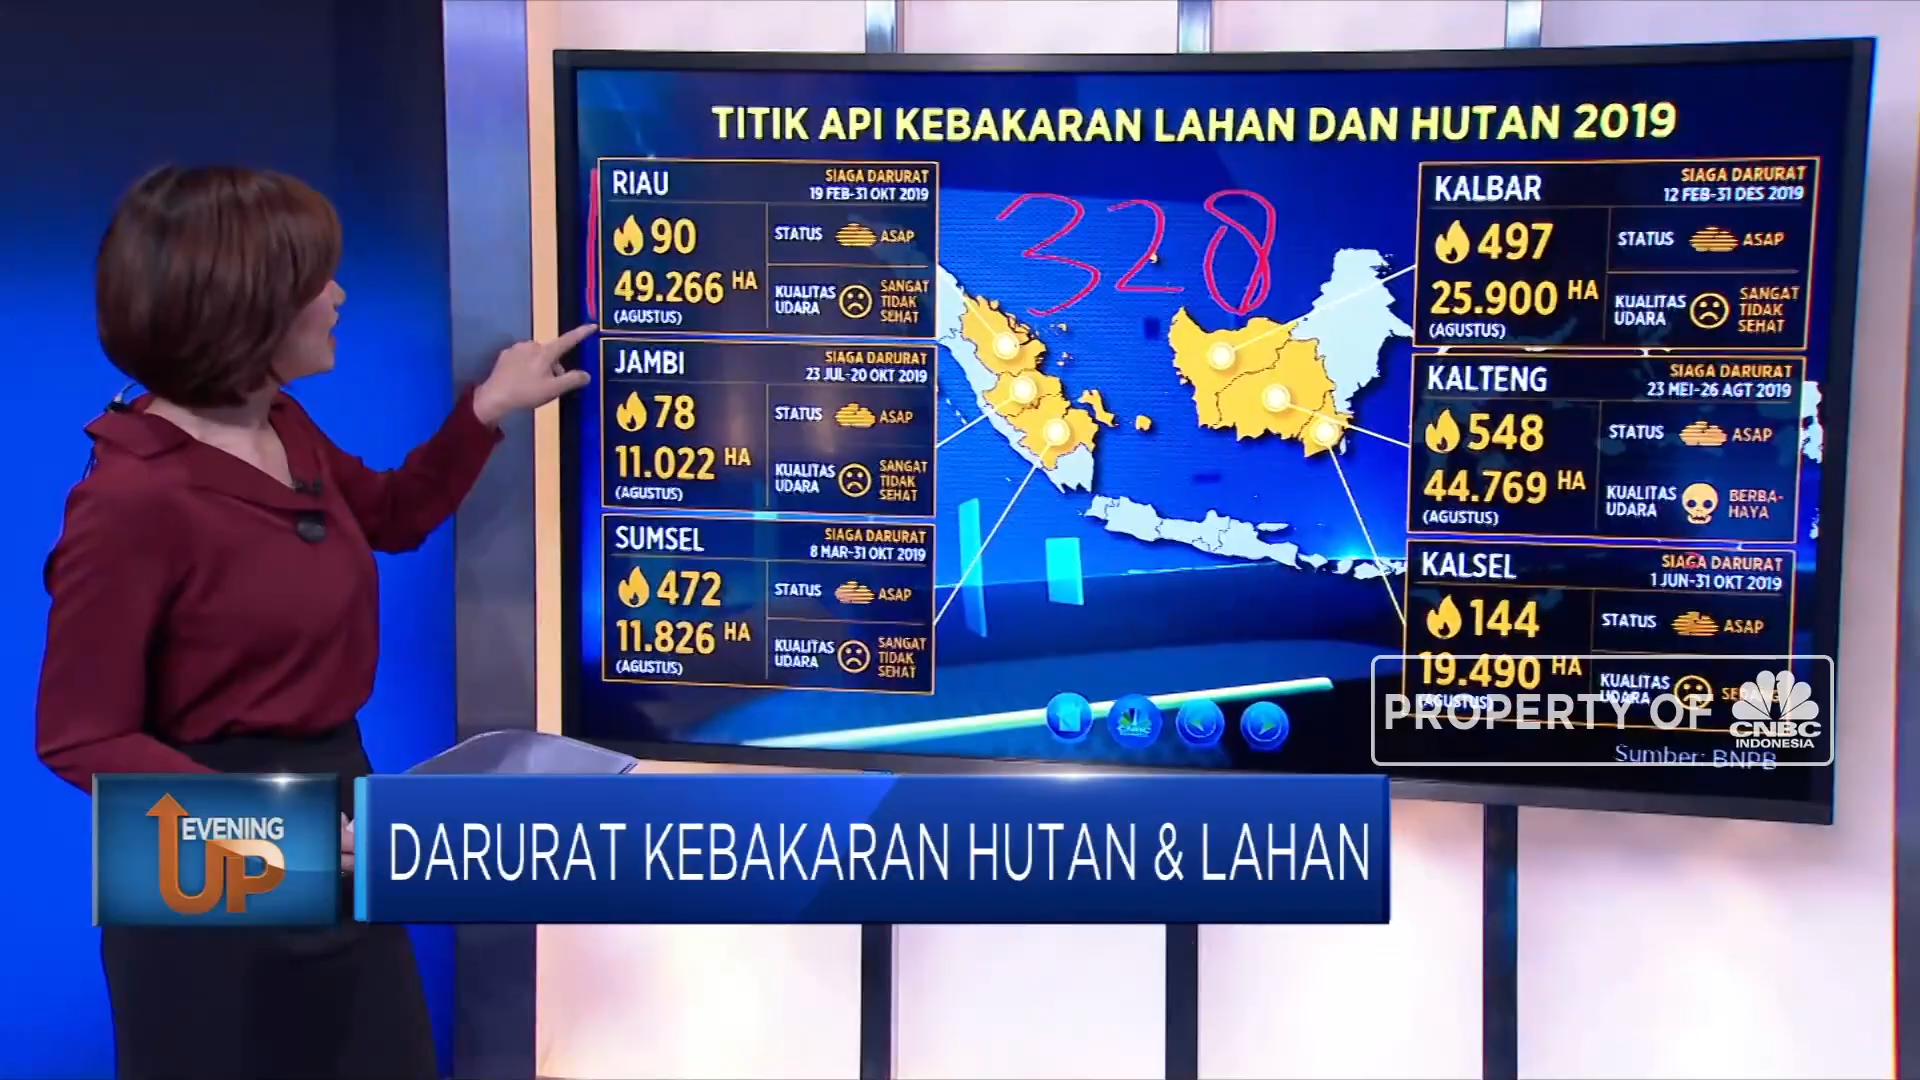 TITIK API KEBAKARAN LAHAN DAN HUTAN 2019
328
RIAU
SIAGA DARURAT
19 FEB-31 OKT 2019
90
49.266 HA
(AGUSTUS)
STATUS ASAP
KUALITAS UDARA
SANGAT TIDAK SEHAT
JAMBI
SIAGA DARURAT
23 JUL-20 OKT 2019
78
11.022 HA
(AGUSTUS)
STATUS ASAP
KUALITAS UDARA
SANGAT TIDAK SEHAT
SUMSEL
SIAGA DARURAT
8 MAR-31 OKT 2019
472
11.826 HA
(AGUSTUS)
STATUS ASAP
KUALITAS UDARA
SANGAT TIDAK SEHAT
KALBAR
SIAGA DARURAT
12 FEB-31 DES 2019
497
25.900 HA
(AGUSTUS)
STATUS ASAP
KUALITAS UDARA
SANGAT TIDAK SEHAT
KALTENG
SIAGA DARURAT
23 MEI-26 AGT 2019
548
44.769 HA
(AGUSTUS)
STATUS ASAP
KUALITAS UDARA
BERBA-
HAYA
KALSEL
SIAGA DARURAT
1 JUN-31 OKT 2019
144
19.490 HA
(AGUSTUS)
STATUS ASAP
KUALITAS UDARA
SEDANG
PROPERTY OF
CNBC
INDONESIA
Sumber: BNPB
EVENING
UP
DARURAT KEBAKARAN HUTAN & LAHAN